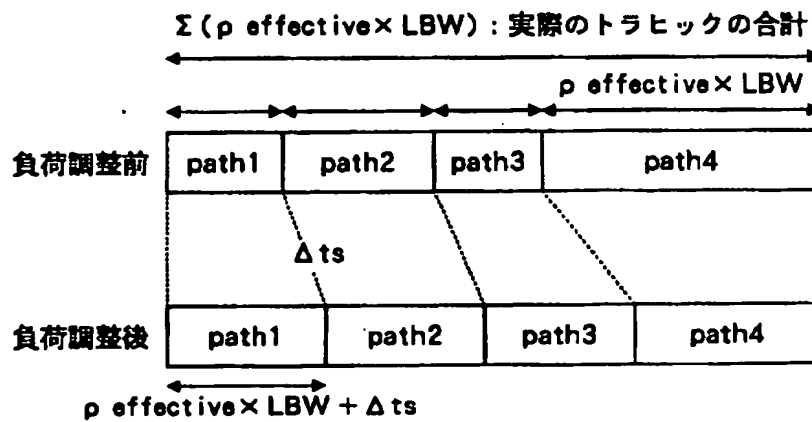 Σ(ρ effective×LBW):実際のトラヒックの合計
ρ effective×LBW
負荷調整前 path1 path2 path3 path4
Δts
負荷調整後 path1 path2 path3 path4
ρ effective×LBW+Δts